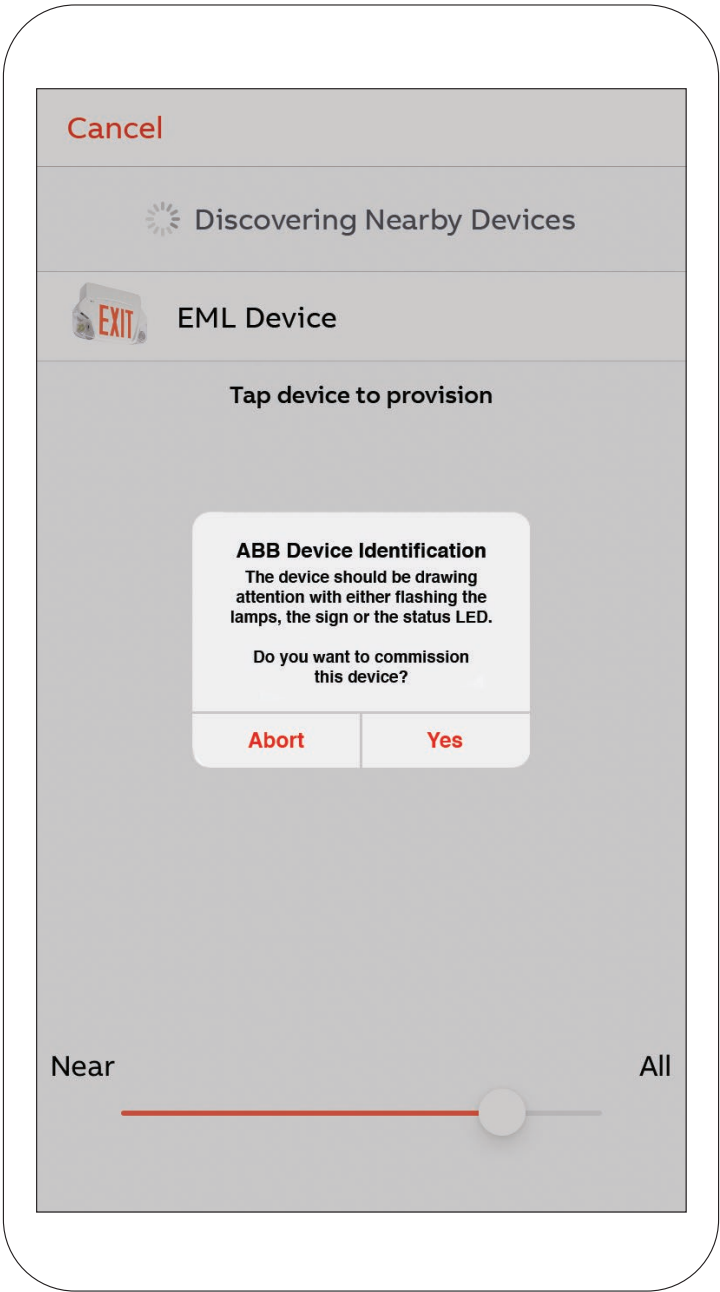 Cancel
Discovering Nearby Devices
EXIT
EML Device
Tap device to provision
ABB Device Identification
The device should be drawing
attention with either flashing the
lamps, the sign or the status LED.
Do you want to commission
this device?
Abort
Yes
Near
All